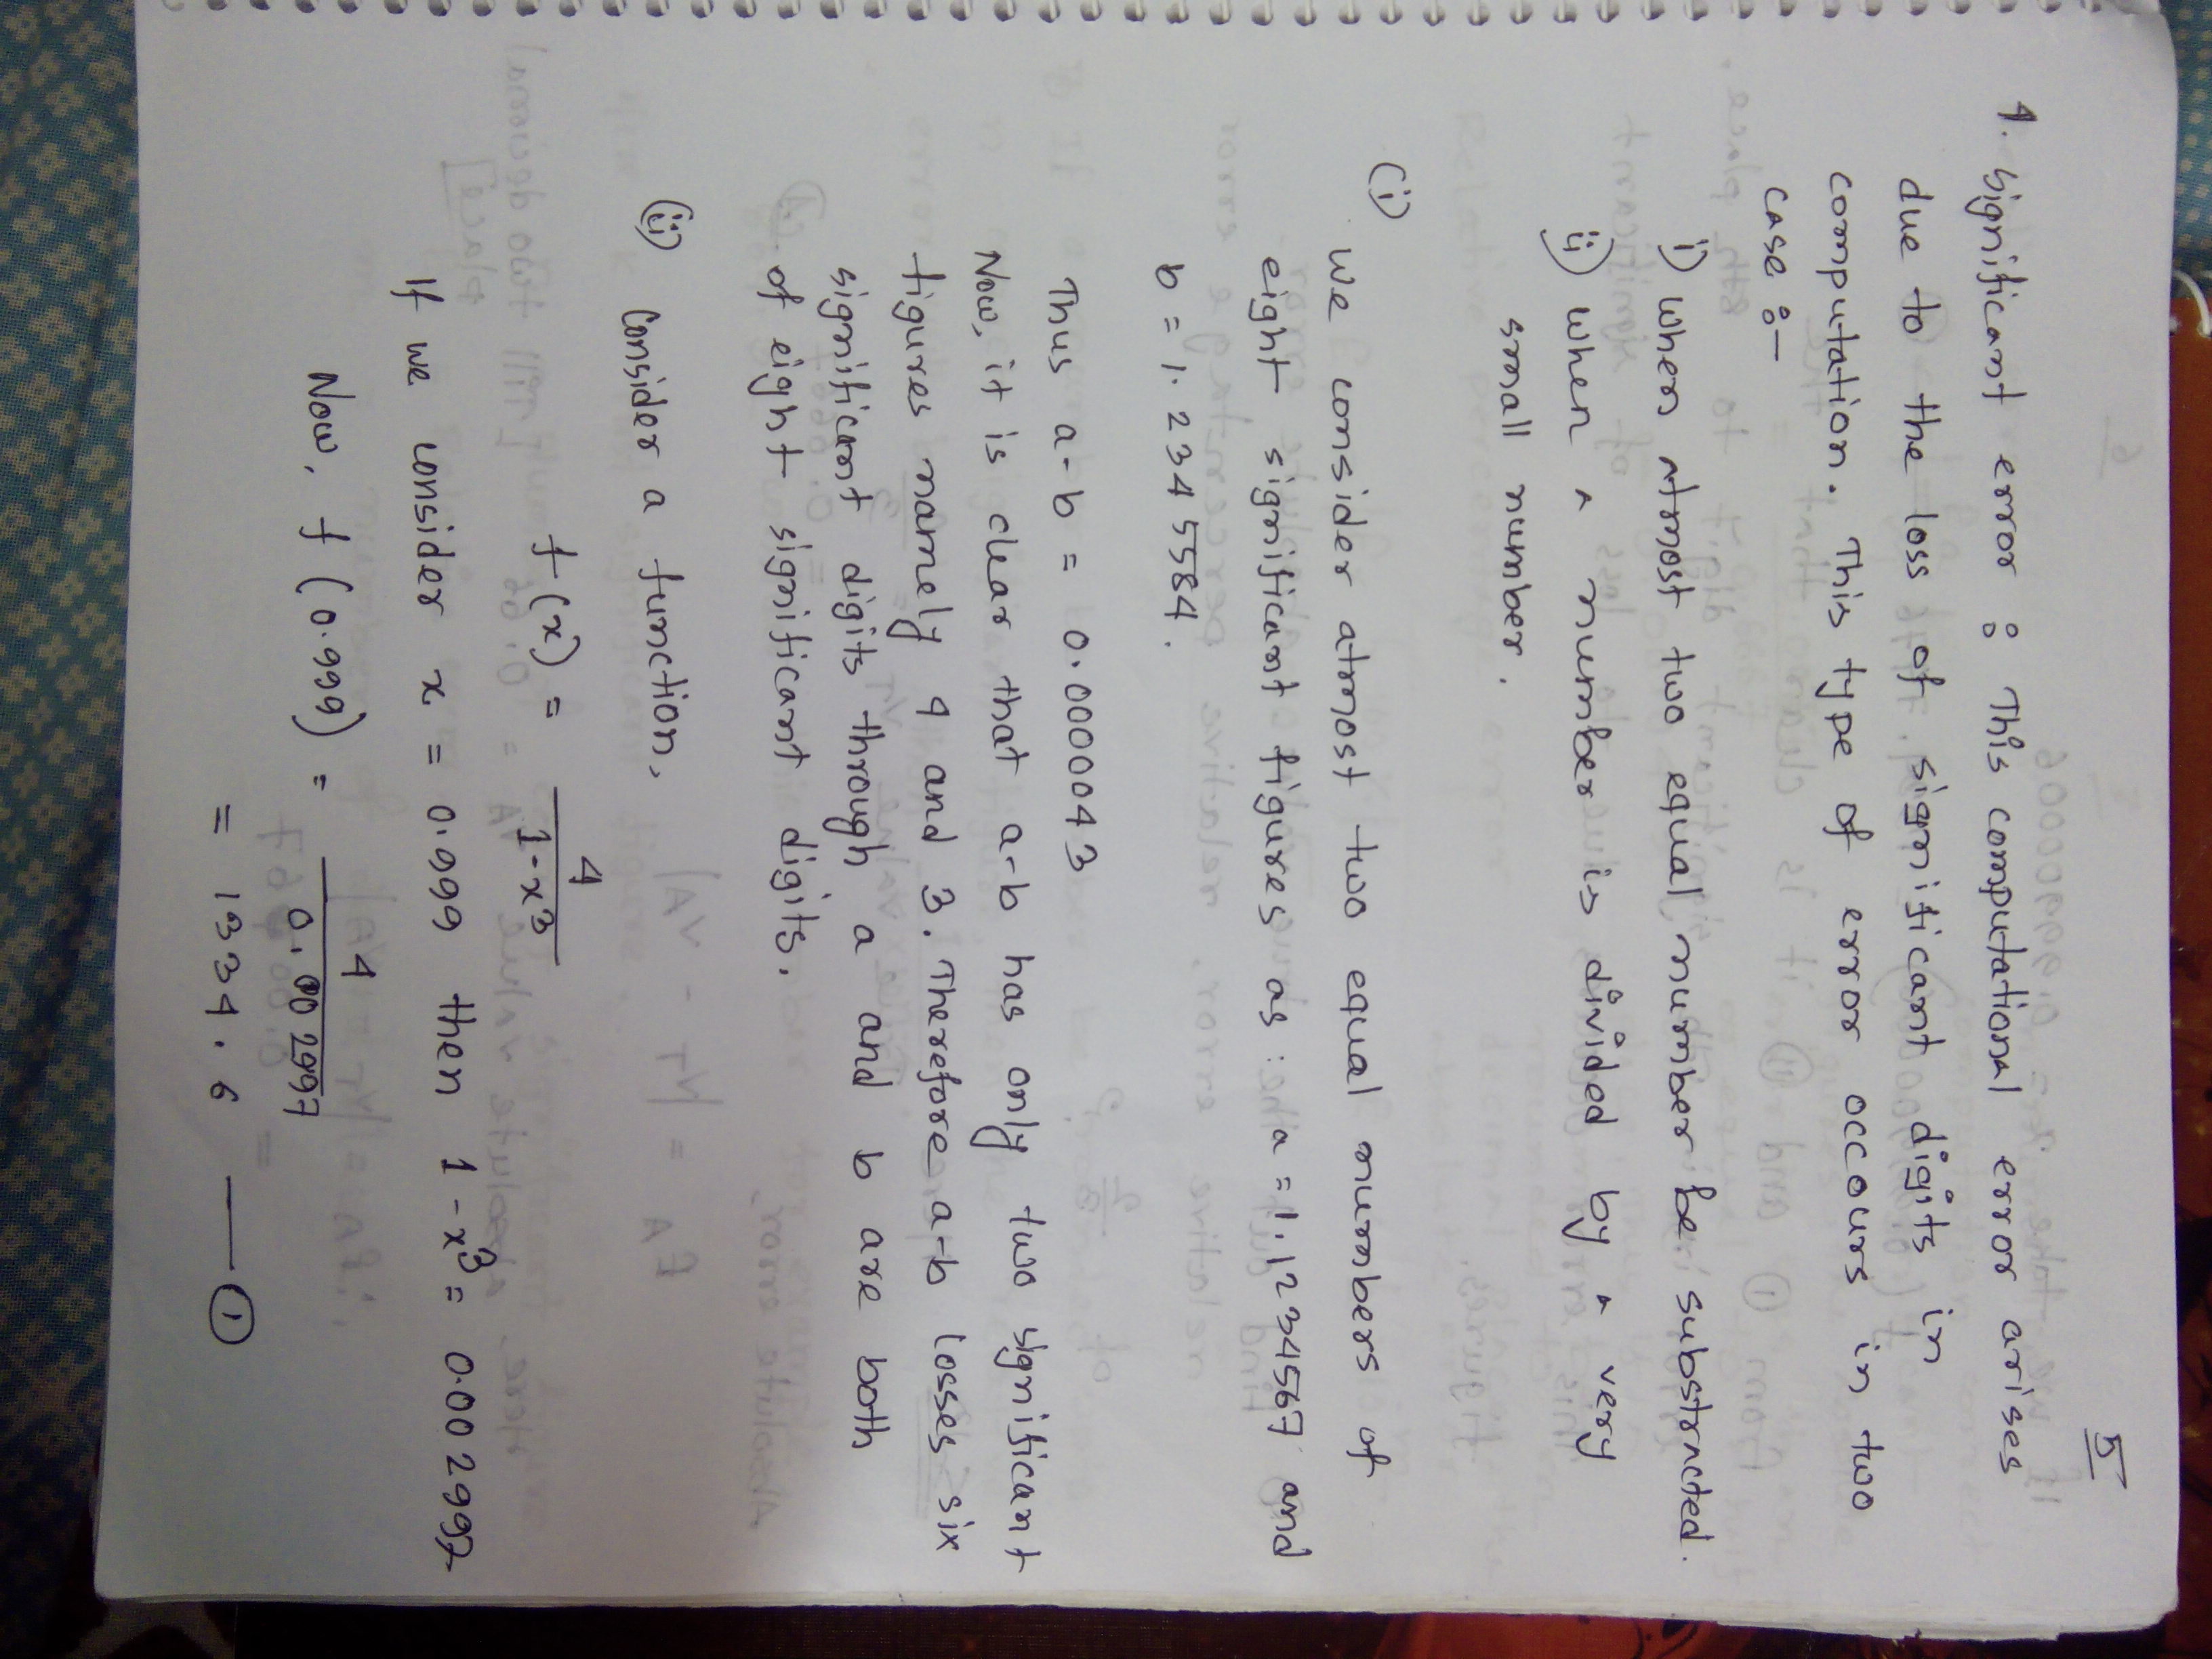 5
4. Significant error : This computational error arises
due to the loss of significant digits in
computation. This type of error occours in two
case :-
i) when atmost two equal number be substracted.
ii) when a number is divided by a very
small number.
(i)
we consider atmost two equal numbers of
eight significant figures as : a = 1.1234567 and
b = 1.2345584.
Thus a-b = 0.0000043
Now, it is clear that a-b has only two significant
figures namely 4 and 3. Therefore a-b losses six
significant digits through a and b are both
of eight significant digits.
(ii) Consider a function,
f(x) = 4 / (1-x³)
If we consider x = 0.999 then 1-x³ = 0.002997
Now, f(0.999) = 4 / 0.002997
= 1334.6 — ①